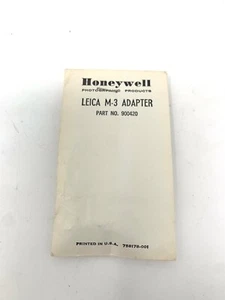 Honeywell
PHOTOGRAPHIC PRODUCTS
LEICA M-3 ADAPTER
PART NO. 900420
PRINTED IN U.S.A.